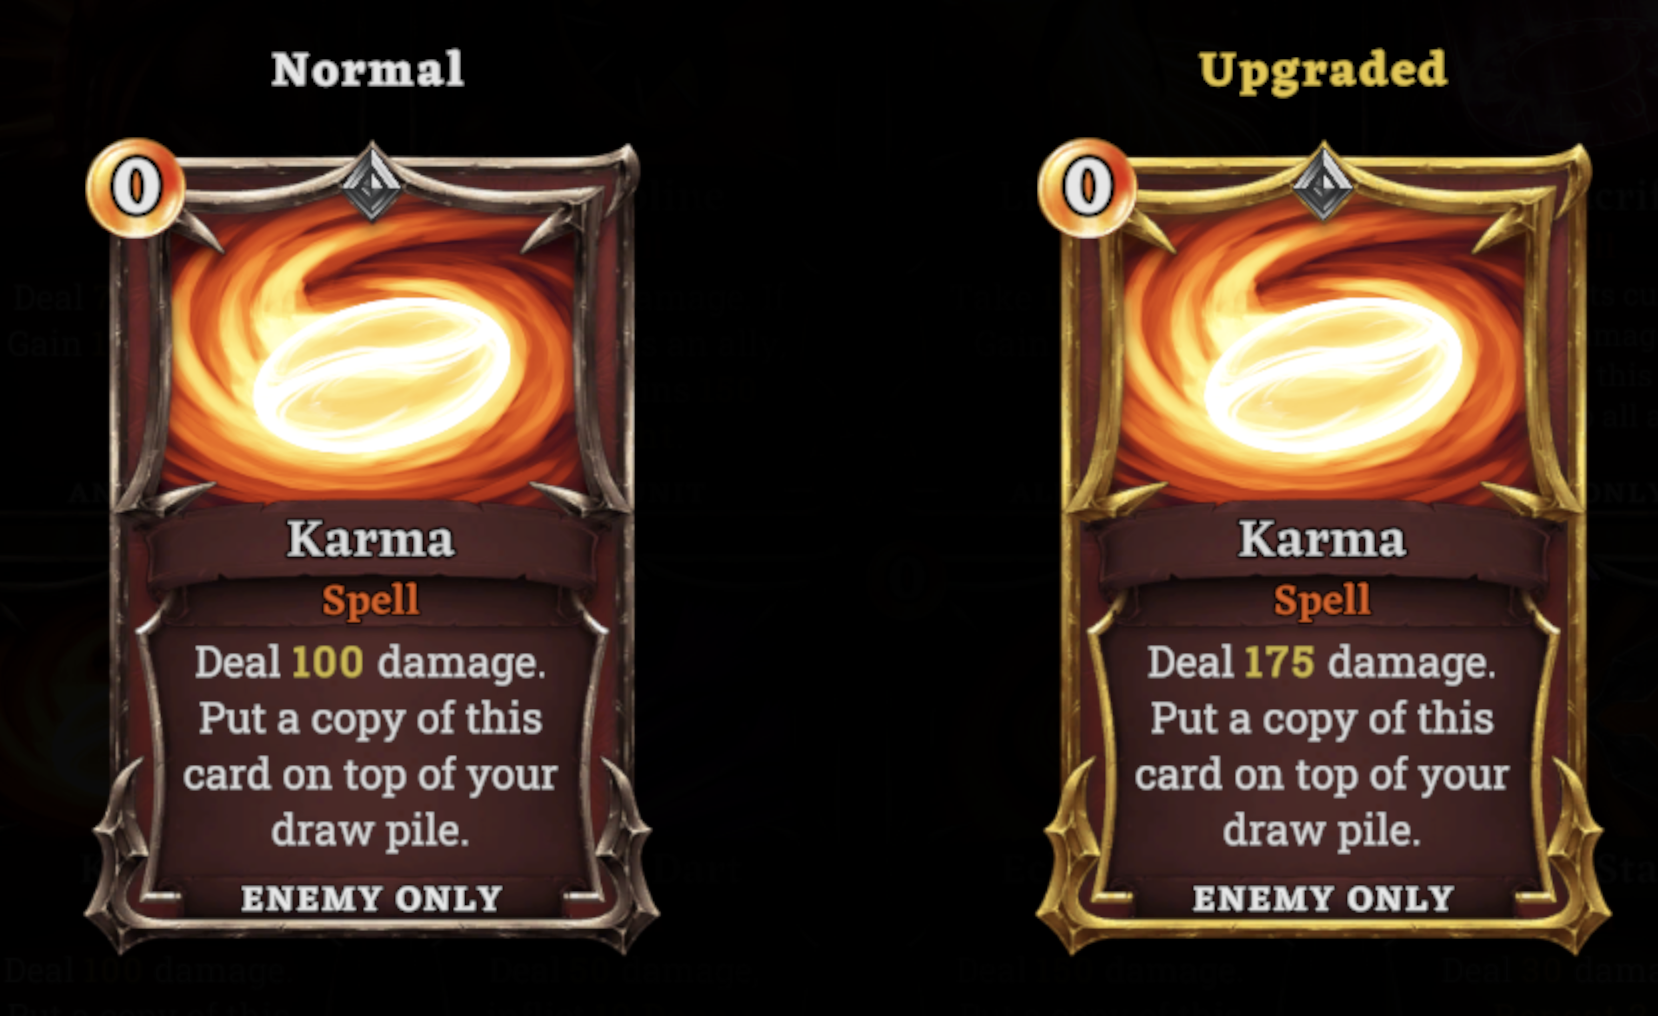 Normal
0
Karma
Spell
Deal 100 damage.
Put a copy of this
card on top of your
draw pile.
ENEMY ONLY
Upgraded
0
Karma
Spell
Deal 175 damage.
Put a copy of this
card on top of your
draw pile.
ENEMY ONLY